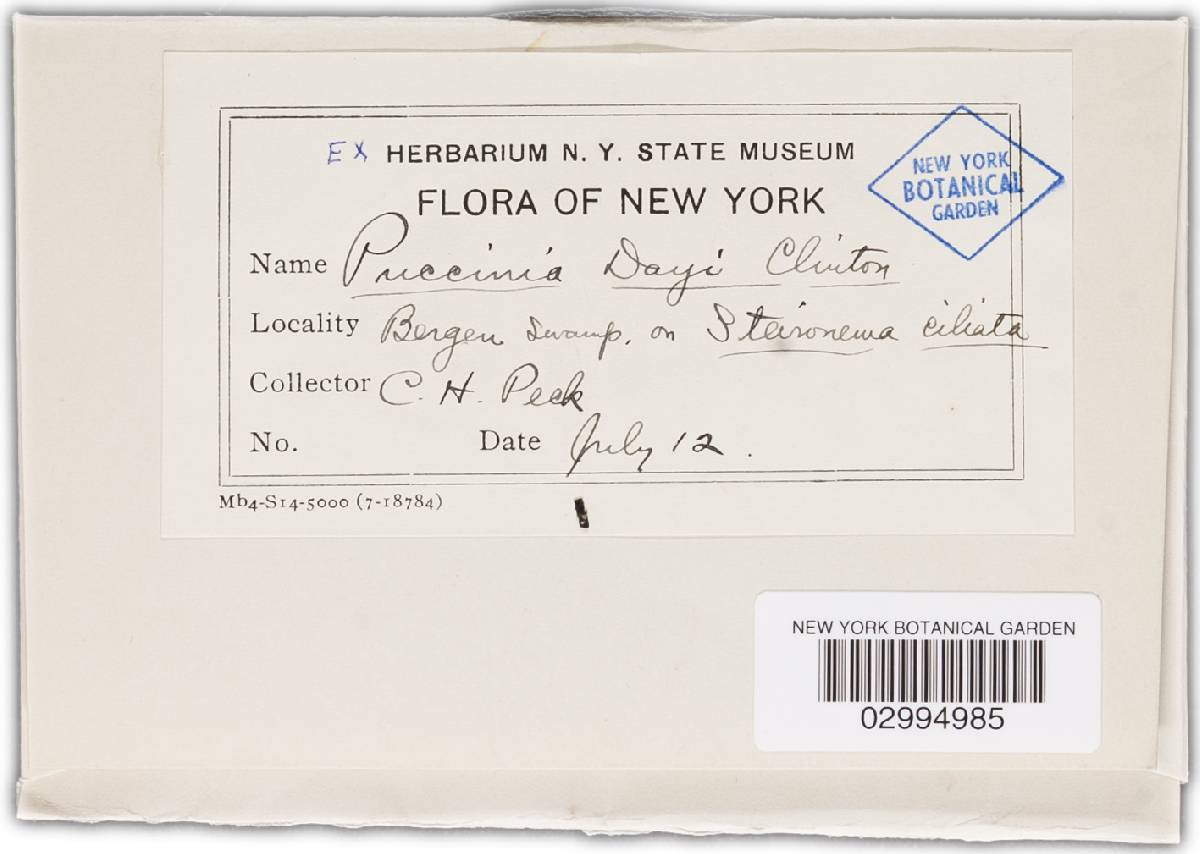 EX HERBARIUM N. Y. STATE MUSEUM
FLORA OF NEW YORK
NEW YORK
BOTANICAL
GARDEN
Name Puccinia Dayi Clinton
Locality Bergen Swamp, on Steironema ciliata
Collector C. H. Peck
No. Date July 12.
Mb4-S14-5000 (7-18784)
NEW YORK BOTANICAL GARDEN
02994985